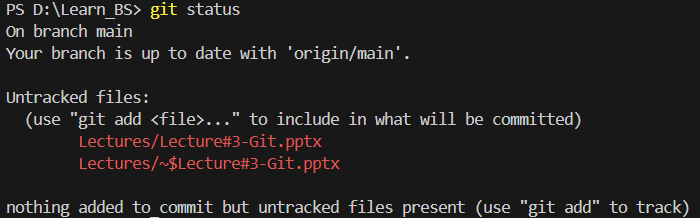 PS D:\Learn_BS> git status
On branch main
Your branch is up to date with 'origin/main'.

Untracked files:
  (use "git add <file>..." to include in what will be committed)
        Lectures/Lecture#3-Git.pptx
        Lectures/~$Lecture#3-Git.pptx

nothing added to commit but untracked files present (use "git add" to track)